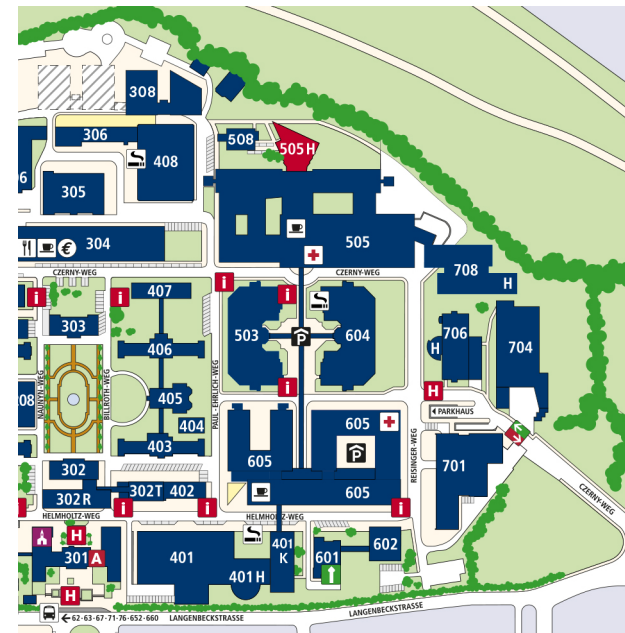 308
306
408
508
505 H
06
305
304
€
505
CZERNY-WEG
CZERNY-WEG
708
H
i
i
i
i
407
303
503
604
P
706
H
704
406
NAUNYN-WEG
BILLROTH-WEG
PAUL-EHRLICH-WEG
405
404
403
208
i
H
PARKHAUS
605
P
REISINGER-WEG
302
302 R
302T
402
605
605
701
CZERNY-WEG
i
i
i
i
HELMHOLTZ-WEG
HELMHOLTZ-WEG
H
301
A
H
401
401 H
401
K
601
602
62-63-67-71-76-652-660
LANGENBECKSTRASSE
LANGENBECKSTRASSE